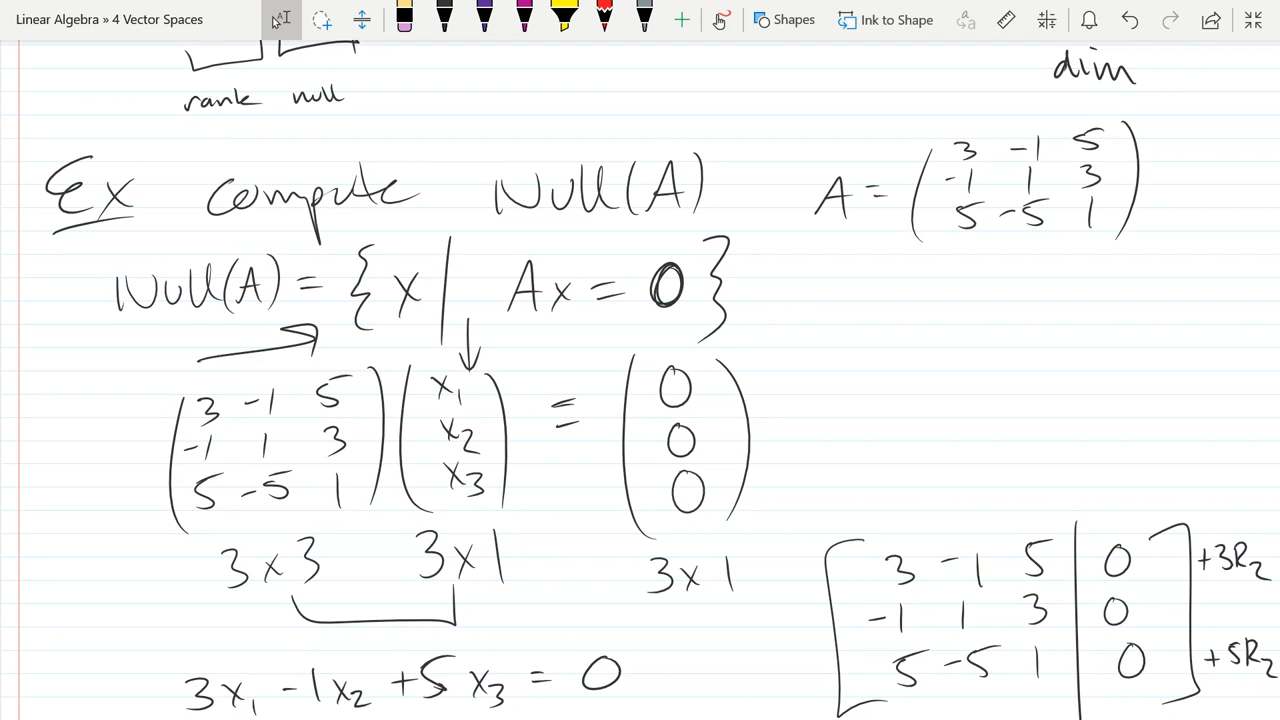 Linear Algebra » 4 Vector Spaces
Shapes
Ink to Shape
rank null
dim
Ex compute Null(A)
A = ( 3 -1 5
-1 1 3
5 -5 1 )
Null(A) = { x | Ax = 0 }
( 3 -1 5 ) ( x1 ) = ( 0 )
( -1 1 3 ) ( x2 ) ( 0 )
( 5 -5 1 ) ( x3 ) ( 0 )
3x3 3x1 3x1
[ 3 -1 5 | 0 ] +3R2
-1 1 3 | 0
5 -5 1 | 0 +5R2
3x1 -1x2 +5x3 = 0